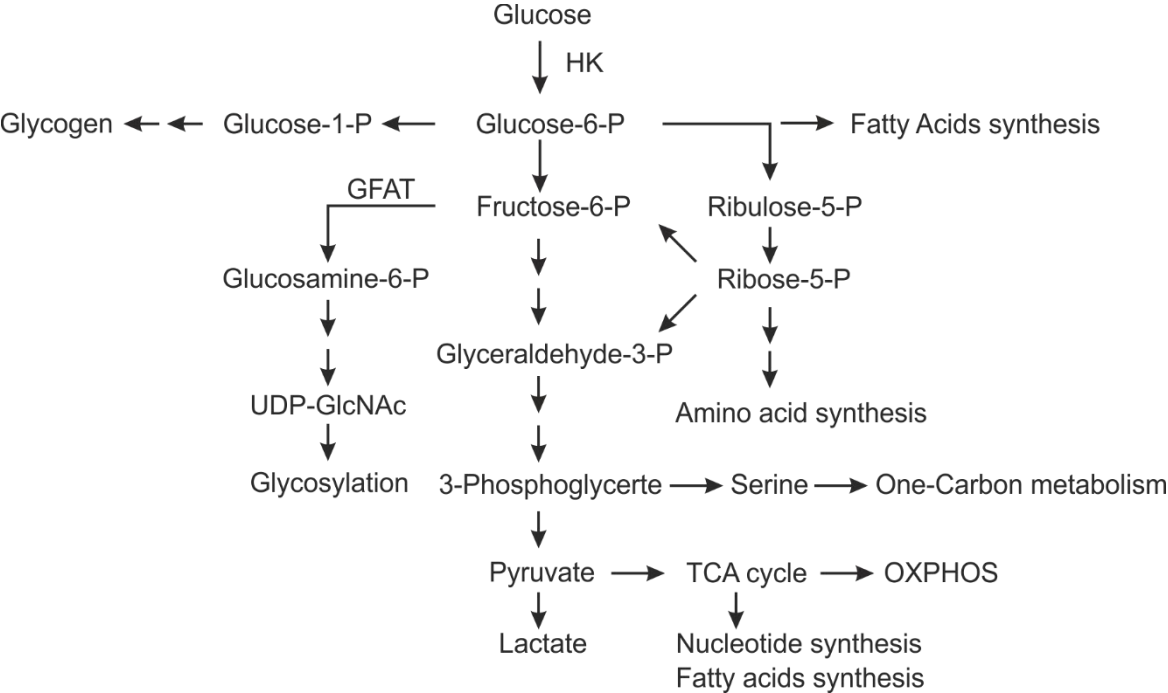 Glucose
HK
Glycogen
Glucose-1-P
Glucose-6-P
Fatty Acids synthesis
GFAT
Fructose-6-P
Ribulose-5-P
Glucosamine-6-P
Ribose-5-P
Glyceraldehyde-3-P
UDP-GlcNAc
Amino acid synthesis
Glycosylation
3-Phosphoglycerte
Serine
One-Carbon metabolism
Pyruvate
TCA cycle
OXPHOS
Lactate
Nucleotide synthesis
Fatty acids synthesis